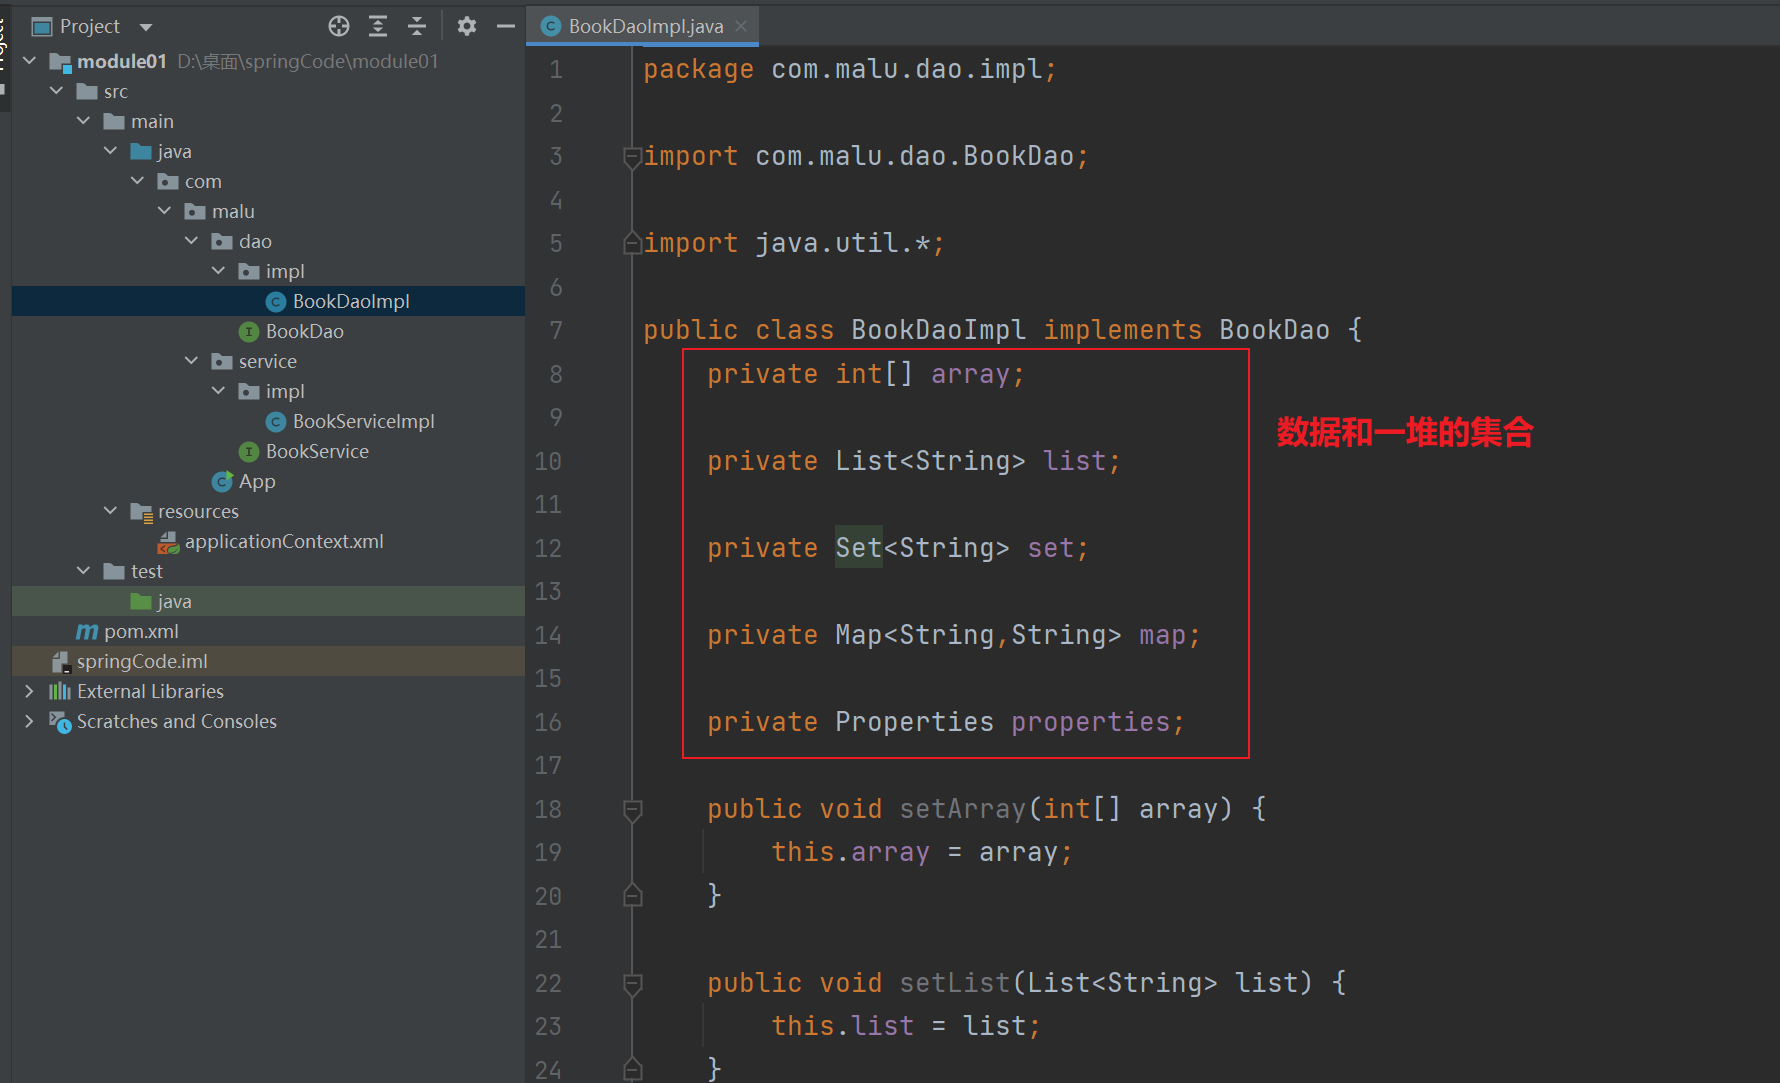 Project
module01 D:\桌面\springCode\module01
src
main
java
com
malu
dao
impl
BookDaoImpl
BookDao
service
impl
BookServiceImpl
BookService
App
resources
applicationContext.xml
test
java
pom.xml
springCode.iml
External Libraries
Scratches and Consoles
BookDaoImpl.java
1 package com.malu.dao.impl;
2
3 import com.malu.dao.BookDao;
4
5 import java.util.*;
6
7 public class BookDaoImpl implements BookDao {
8 private int[] array;
9
10 private List<String> list;
11
12 private Set<String> set;
13
14 private Map<String,String> map;
15
16 private Properties properties;
17
18 public void setArray(int[] array) {
19 this.array = array;
20 }
21
22 public void setList(List<String> list) {
23 this.list = list;
24 }
数据和一堆的集合